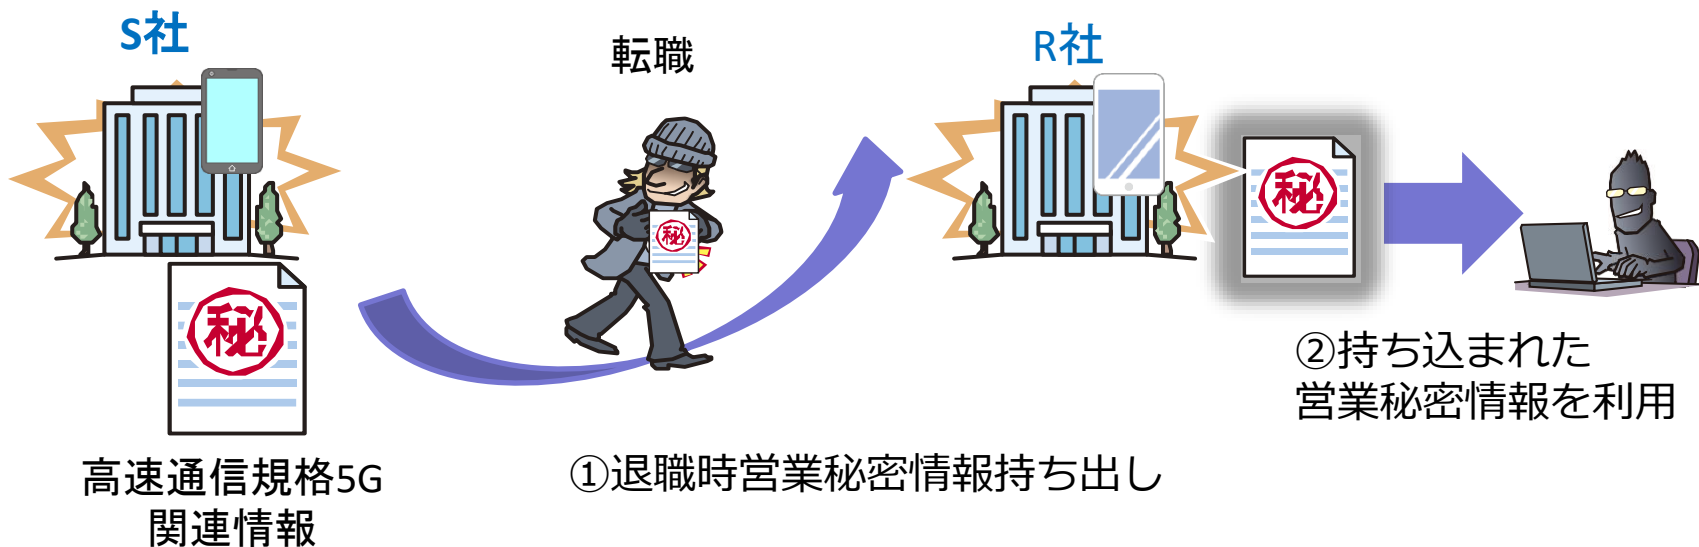 S社
転職
R社
秘
秘
秘
高速通信規格5G
関連情報
①退職時営業秘密情報持ち出し
②持ち込まれた
営業秘密情報を利用